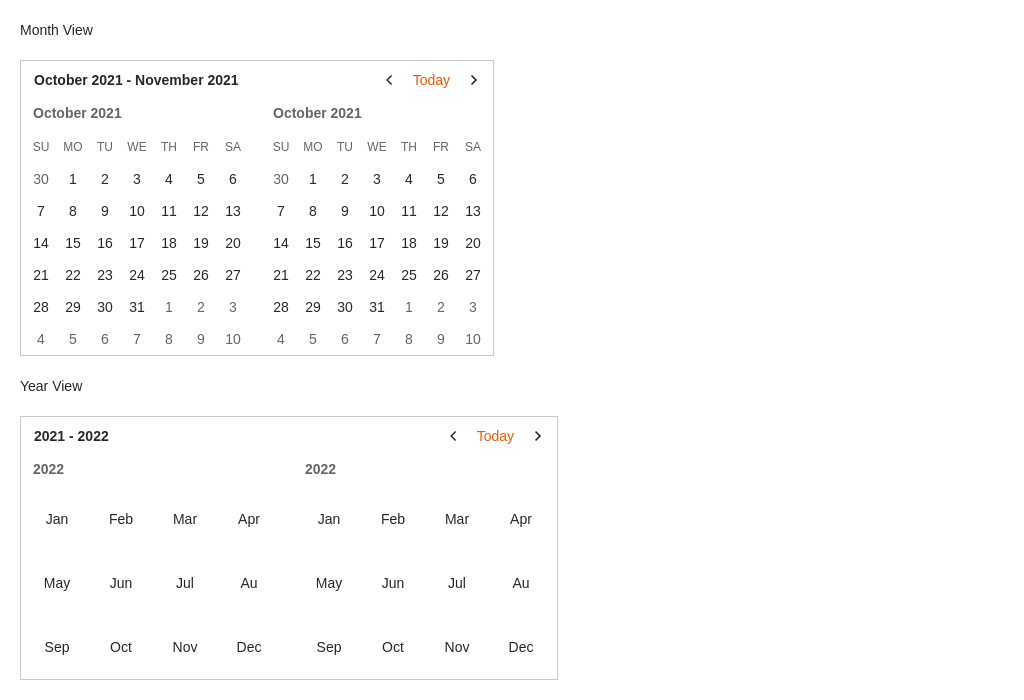 Month View
October 2021 - November 2021 Today
October 2021 October 2021
SU MO TU WE TH FR SA SU MO TU WE TH FR SA
30 1 2 3 4 5 6 30 1 2 3 4 5 6
7 8 9 10 11 12 13 7 8 9 10 11 12 13
14 15 16 17 18 19 20 14 15 16 17 18 19 20
21 22 23 24 25 26 27 21 22 23 24 25 26 27
28 29 30 31 1 2 3 28 29 30 31 1 2 3
4 5 6 7 8 9 10 4 5 6 7 8 9 10
Year View
2021 - 2022 Today
2022 2022
Jan Feb Mar Apr Jan Feb Mar Apr
May Jun Jul Au May Jun Jul Au
Sep Oct Nov Dec Sep Oct Nov Dec